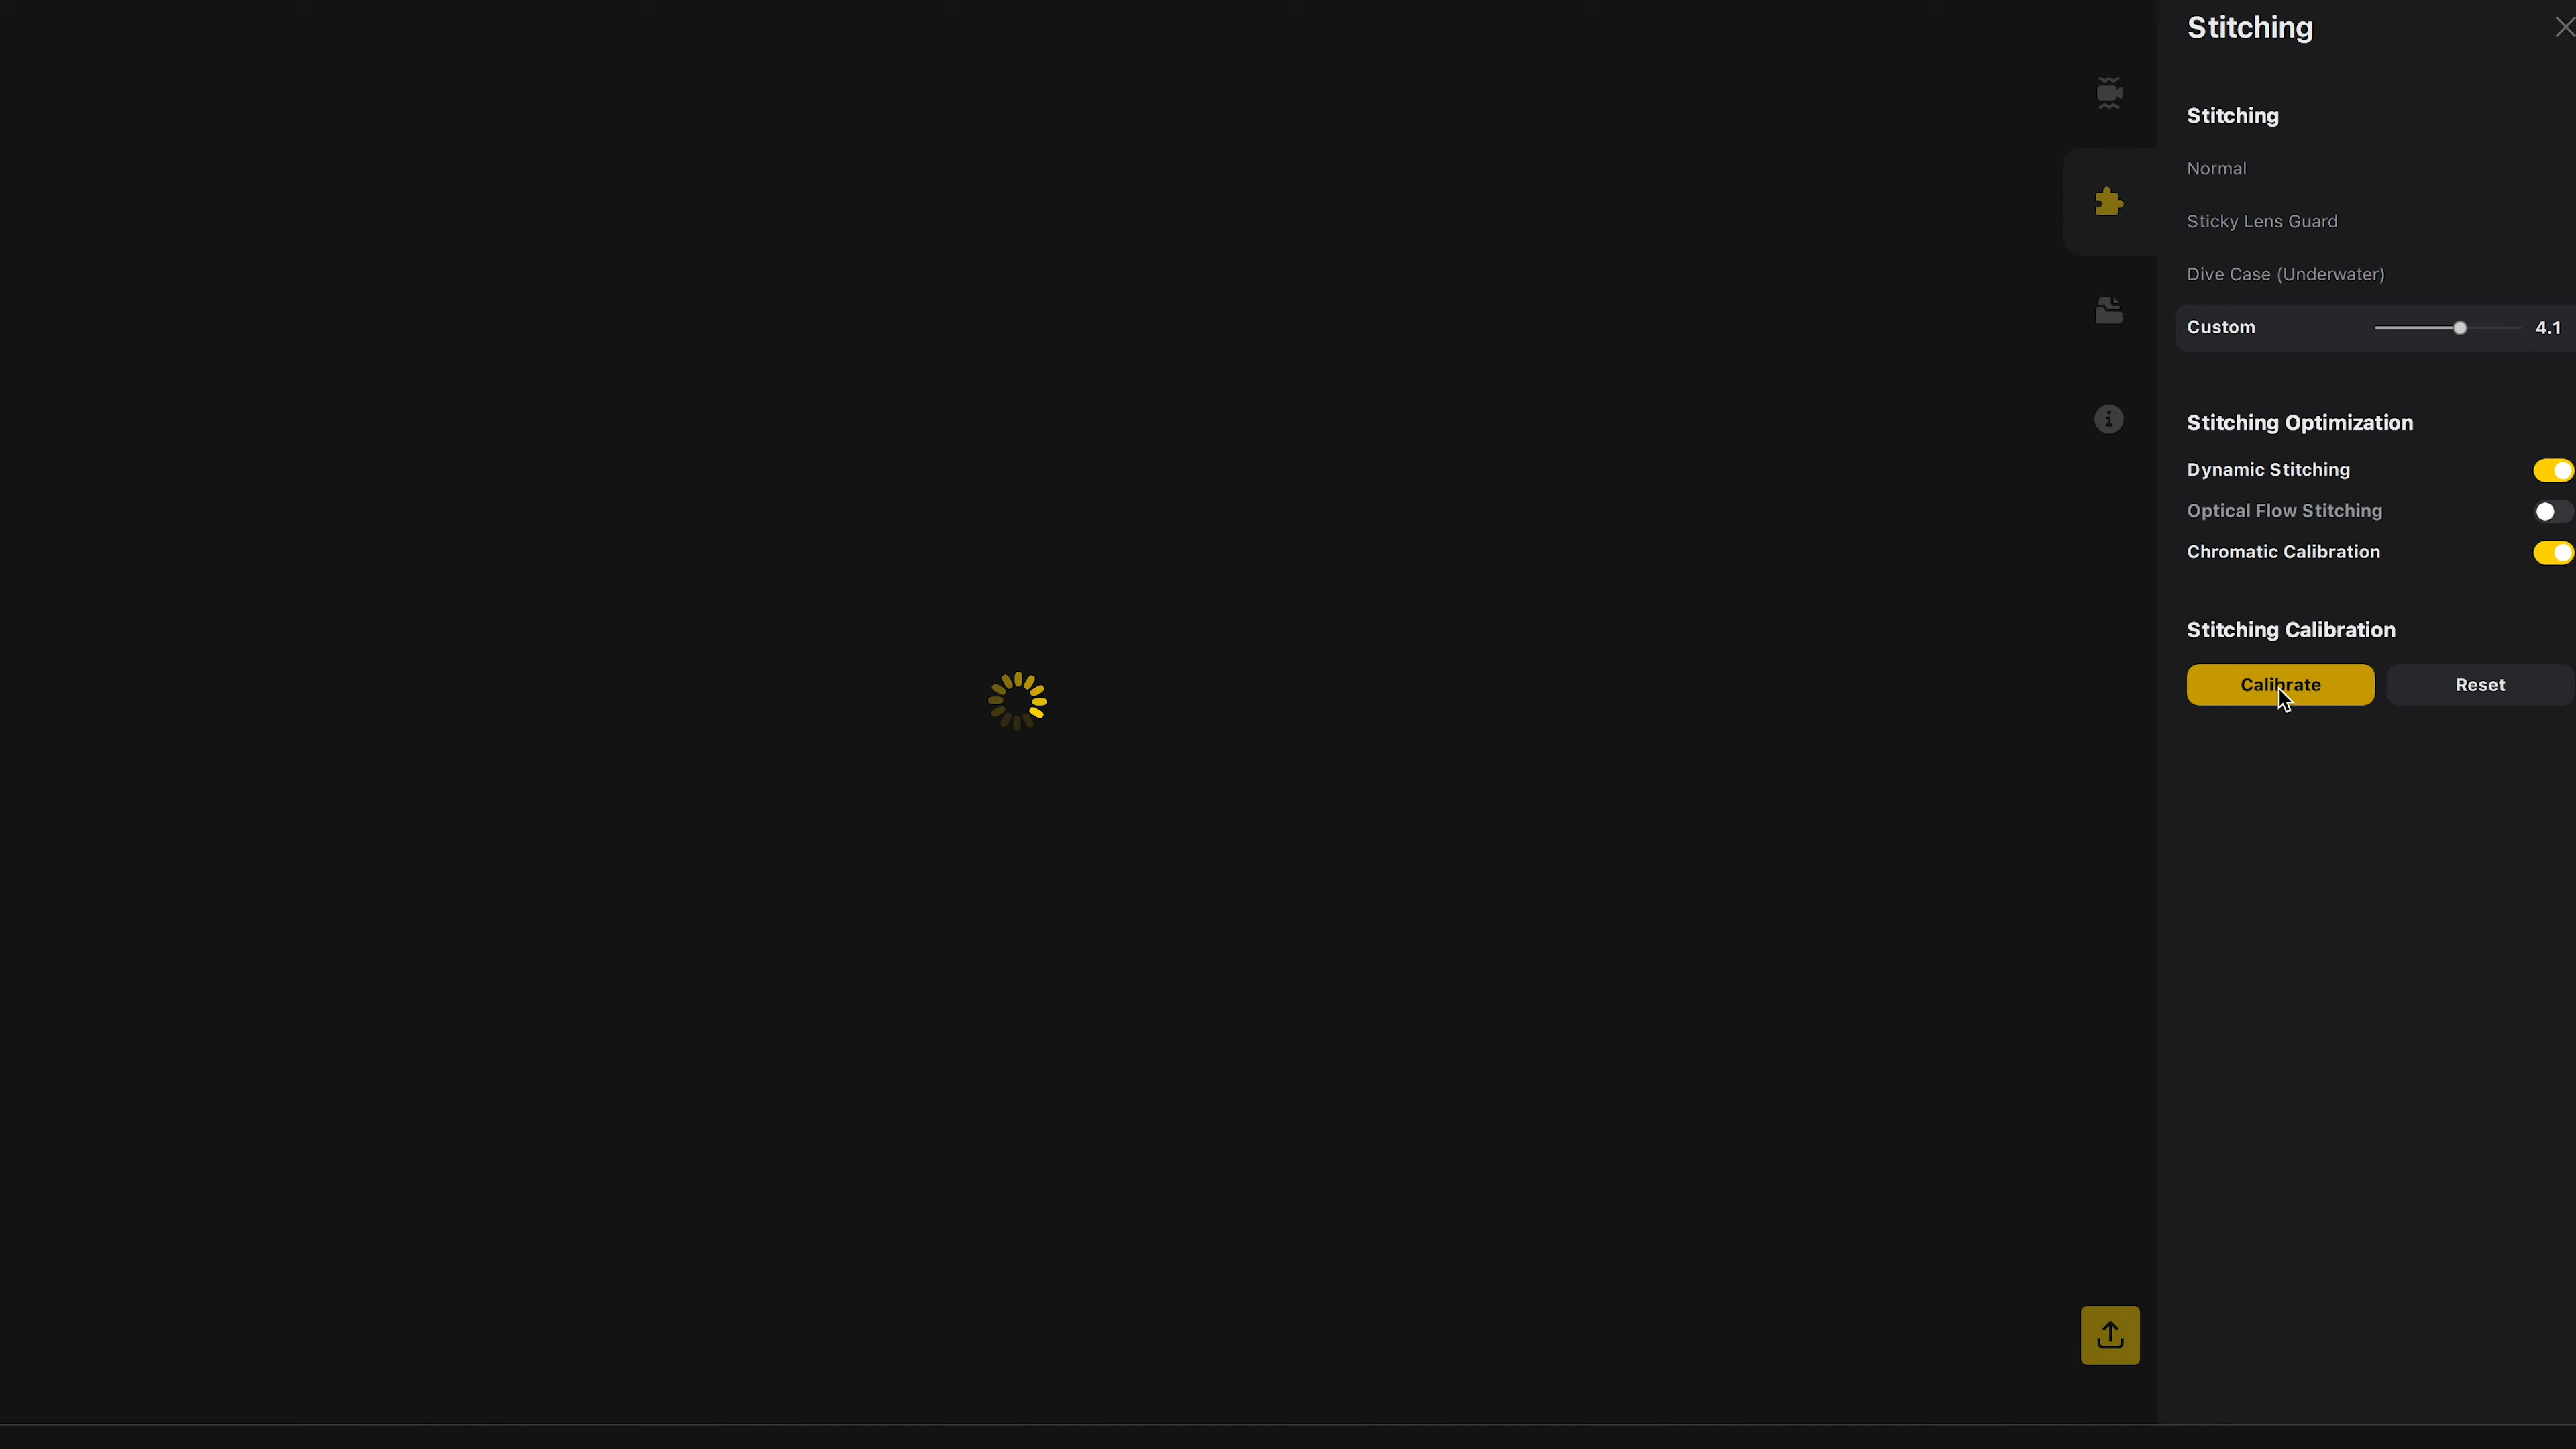 Stitching
Stitching
Normal
Sticky Lens Guard
Dive Case (Underwater)
Custom 4.1
Stitching Optimization
Dynamic Stitching
Optical Flow Stitching
Chromatic Calibration
Stitching Calibration
Calibrate Reset